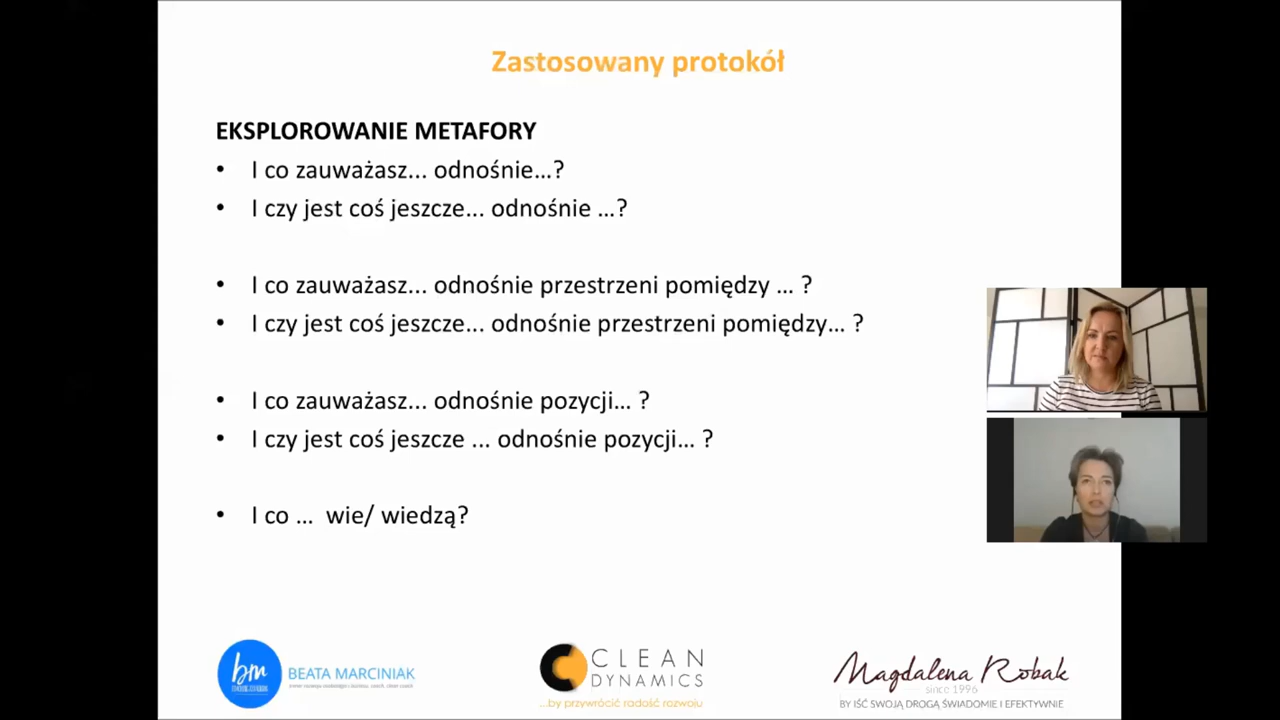 Zastosowany protokół
EKSPLOROWANIE METAFORY
• I co zauważasz... odnośnie...?
• I czy jest coś jeszcze... odnośnie ...?
• I co zauważasz... odnośnie przestrzeni pomiędzy ... ?
• I czy jest coś jeszcze... odnośnie przestrzeni pomiędzy... ?
• I co zauważasz... odnośnie pozycji... ?
• I czy jest coś jeszcze ... odnośnie pozycji... ?
• I co ... wie/ wiedzą?
bm
BEATA MARCINIAK
CLEAN
DYNAMICS
...by przywrócić radość rozwoju
Magdalena Robak
since 1996
BY IŚĆ SWOJĄ DROGĄ ŚWIADOMIE I EFEKTYWNIE